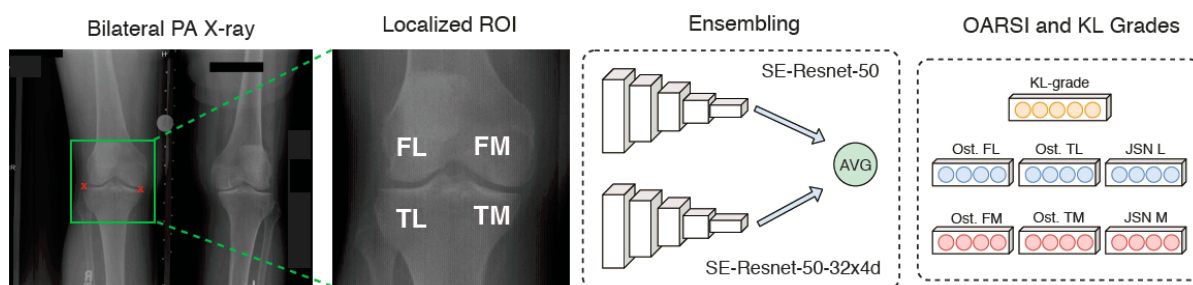 Bilateral PA X-ray
Localized ROI
Ensembling
OARSI and KL Grades
R
FL
FM
TL
TM
SE-Resnet-50
AVG
SE-Resnet-50-32x4d
KL-grade
Ost. FL
Ost. TL
JSN L
Ost. FM
Ost. TM
JSN M